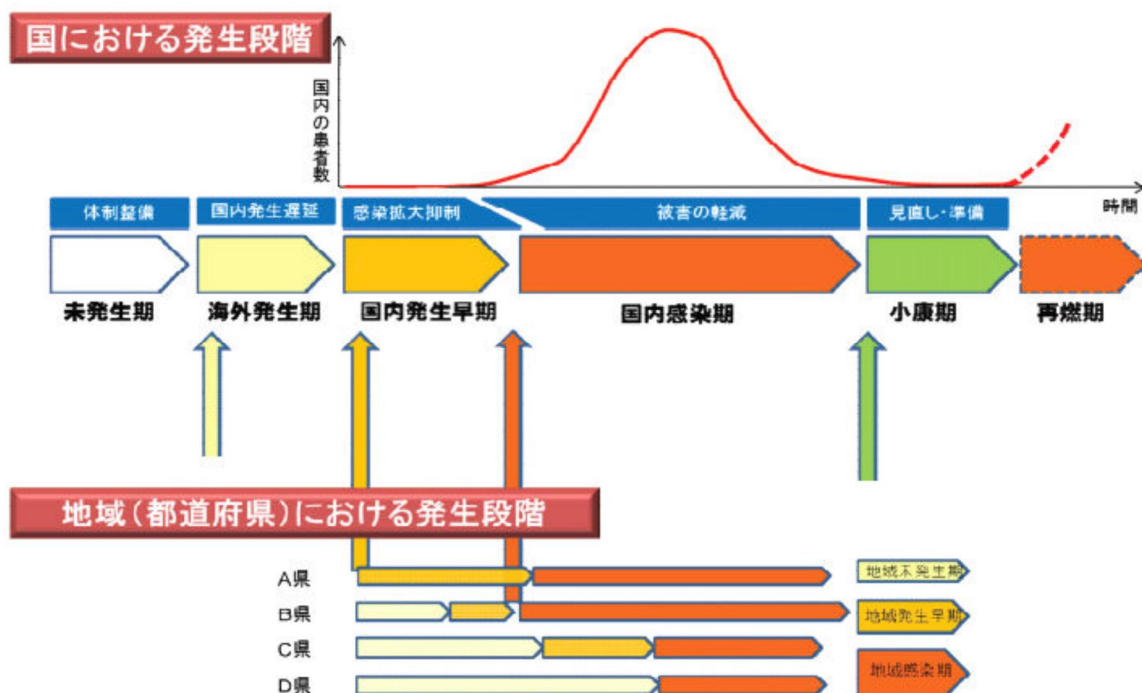 国における発生段階
国内の患者数
時間
体制整備
国内発生遅延
感染拡大抑制
被害の軽減
見直し・準備
未発生期
海外発生期
国内発生早期
国内感染期
小康期
再燃期
地域(都道府県)における発生段階
A県
B県
C県
D県
地域未発生期
地域発生早期
地域感染期